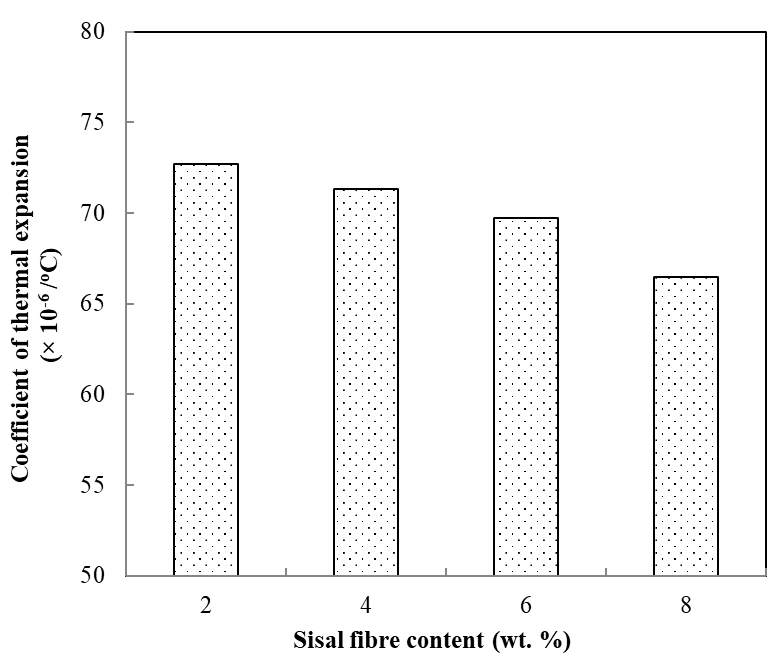 80
75
70
65
60
55
50
Coefficient of thermal expansion
(× 10⁻⁶ /ºC)
2 4 6 8
Sisal fibre content (wt. %)